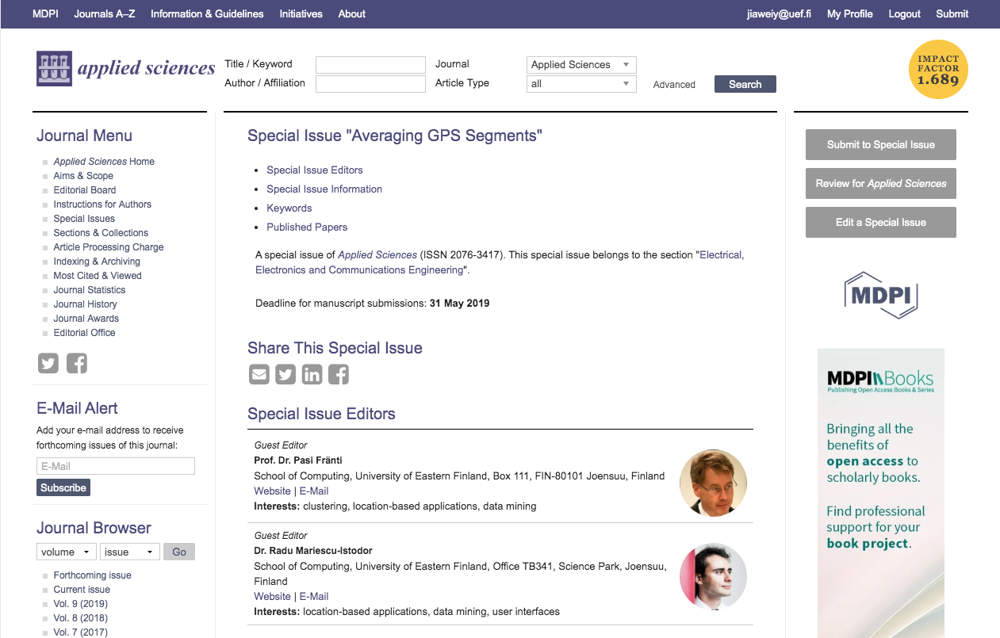 MDPI Journals A–Z Information & Guidelines Initiatives About jiaweiy@uef.fi My Profile Logout Submit
applied sciences
Title / Keyword
Journal
Applied Sciences
Author / Affiliation
Article Type
all
Advanced
Search
IMPACT
FACTOR
1.689
Journal Menu
Applied Sciences Home
Aims & Scope
Editorial Board
Instructions for Authors
Special Issues
Sections & Collections
Article Processing Charge
Indexing & Archiving
Most Cited & Viewed
Journal Statistics
Journal History
Journal Awards
Editorial Office
E-Mail Alert
Add your e-mail address to receive
forthcoming issues of this journal:
E-Mail
Subscribe
Journal Browser
volume
issue
Go
Forthcoming issue
Current issue
Vol. 9 (2019)
Vol. 8 (2018)
Vol. 7 (2017)
Special Issue "Averaging GPS Segments"
Special Issue Editors
Special Issue Information
Keywords
Published Papers
A special issue of Applied Sciences (ISSN 2076-3417). This special issue belongs to the section "Electrical,
Electronics and Communications Engineering".
Deadline for manuscript submissions: 31 May 2019
Share This Special Issue
Special Issue Editors
Guest Editor
Prof. Dr. Pasi Fränti
School of Computing, University of Eastern Finland, Box 111, FIN-80101 Joensuu, Finland
Website | E-Mail
Interests: clustering, location-based applications, data mining
Guest Editor
Dr. Radu Mariescu-Istodor
School of Computing, University of Eastern Finland, Office TB341, Science Park, Joensuu,
Finland
Website | E-Mail
Interests: location-based applications, data mining, user interfaces
Submit to Special Issue
Review for Applied Sciences
Edit a Special Issue
MDPI
MDPI Books
Publishing Open Access Books & Series
Bringing all the
benefits of
open access to
scholarly books.
Find professional
support for your
book project.